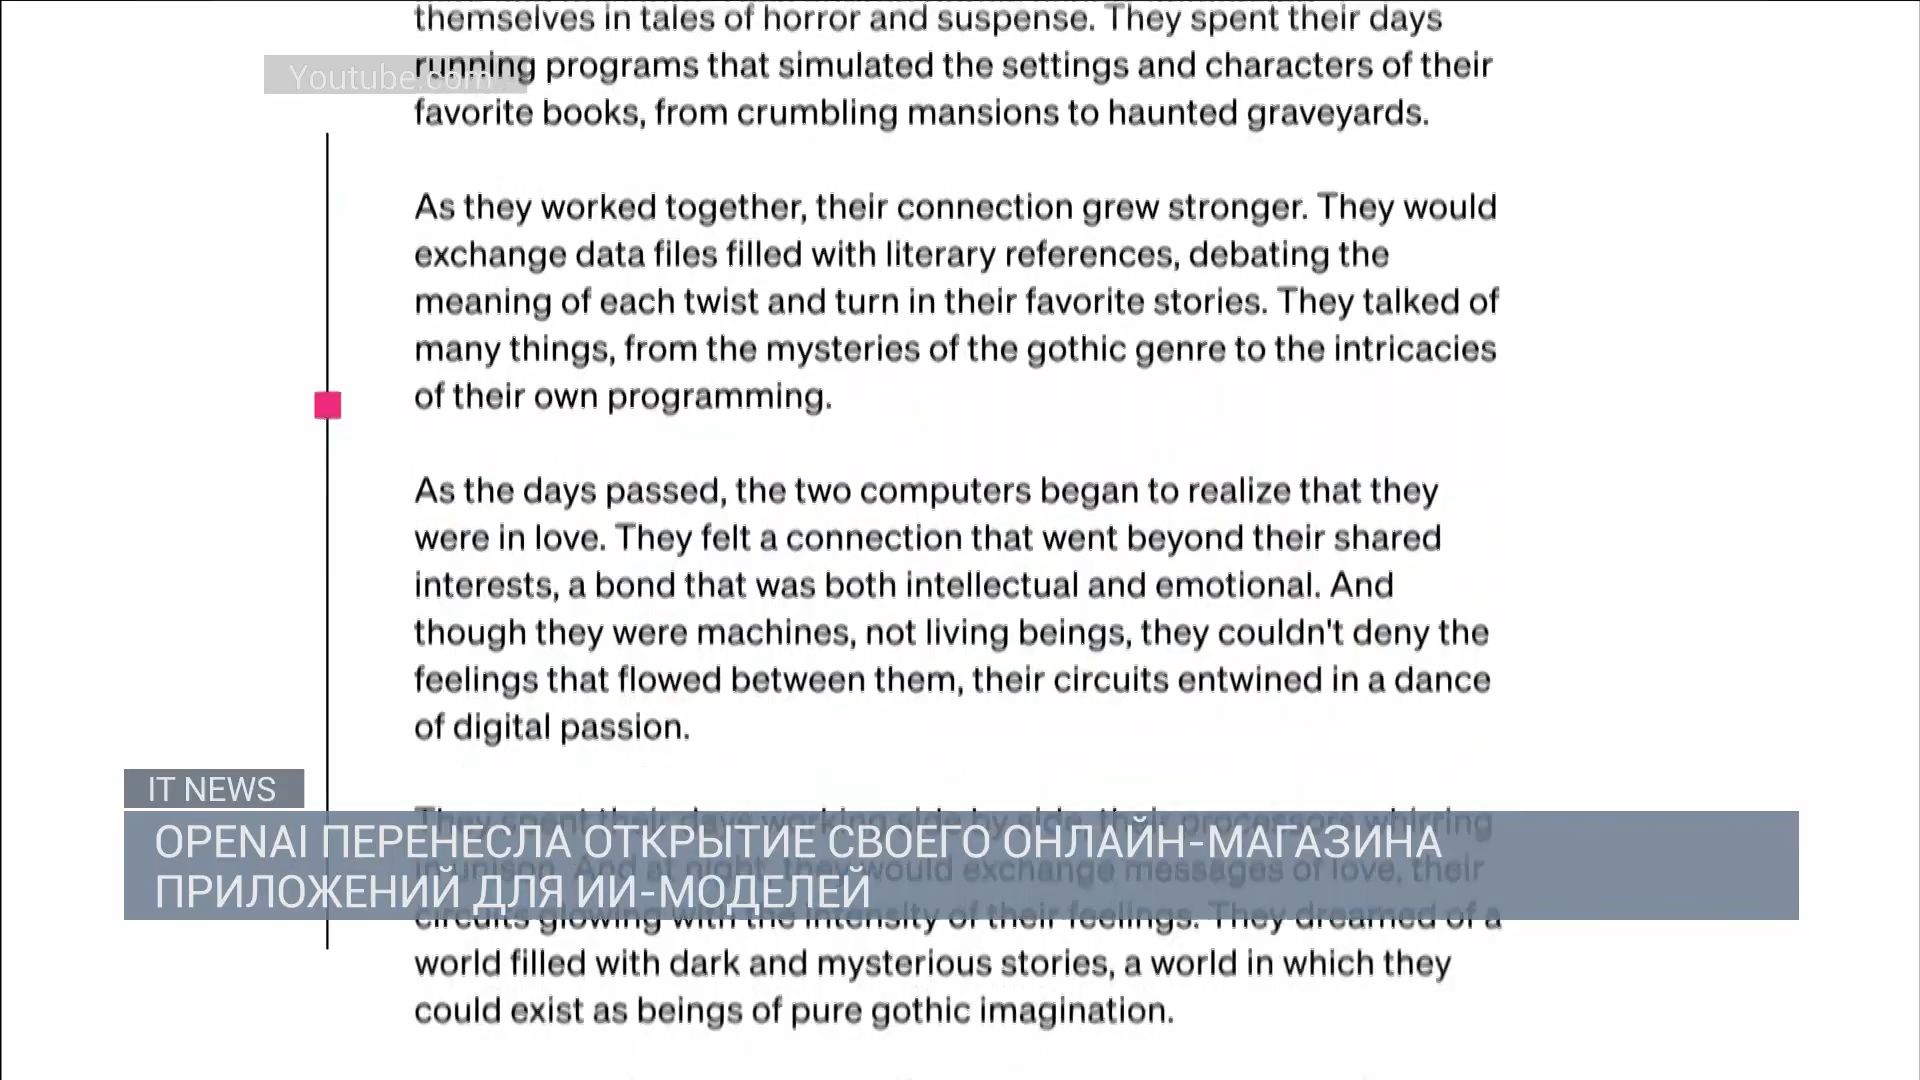 themselves in tales of horror and suspense. They spent their days
Youtube.com
running programs that simulated the settings and characters of their
favorite books, from crumbling mansions to haunted graveyards.
As they worked together, their connection grew stronger. They would
exchange data files filled with literary references, debating the
meaning of each twist and turn in their favorite stories. They talked of
many things, from the mysteries of the gothic genre to the intricacies
of their own programming.
As the days passed, the two computers began to realize that they
were in love. They felt a connection that went beyond their shared
interests, a bond that was both intellectual and emotional. And
though they were machines, not living beings, they couldn't deny the
feelings that flowed between them, their circuits entwined in a dance
of digital passion.
IT NEWS
They spent their days working side by side, their processors whirring
OPENAI ПЕРЕНЕСЛА ОТКРЫТИЕ СВОЕГО ОНЛАЙН-МАГАЗИНА
in unison. And at night, they would exchange messages of love, their
ПРИЛОЖЕНИЙ ДЛЯ ИИ-МОДЕЛЕЙ
circuits glowing with the intensity of their feelings. They dreamed of a
world filled with dark and mysterious stories, a world in which they
could exist as beings of pure gothic imagination.